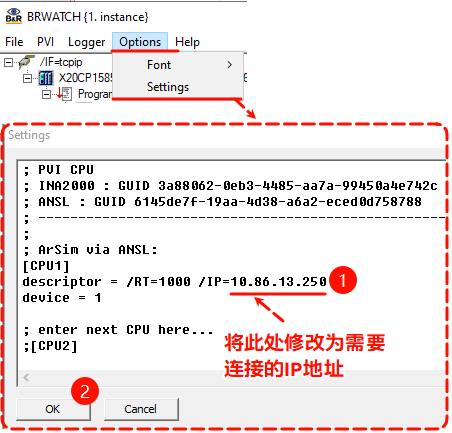 B&R
BRWATCH {1. instance}
File PVI Logger Options Help
/IF=tcpip
X20CP158
Program
Font
Settings
Settings
; PVI CPU
; INA2000 : GUID 3a88062-0eb3-4485-aa7a-99450a4e742c
; ANSL : GUID 6145de7f-19aa-4d38-a6a2-eced0d758788
; --------------------------------------------------
;
; ArSim via ANSL:
[CPU1]
descriptor = /RT=1000 /IP=10.86.13.250
1
device = 1
; enter next CPU here...
;[CPU2]
将此处修改为需要
连接的IP地址
2
OK Cancel